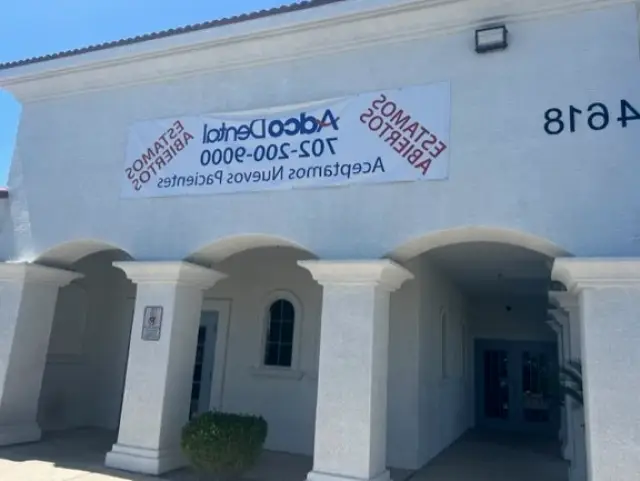 ESTAMOS
ABIERTOS
AdcoDental
702-200-9000
Aceptamos Nuevos Pacientes
ESTAMOS
ABIERTOS
4618